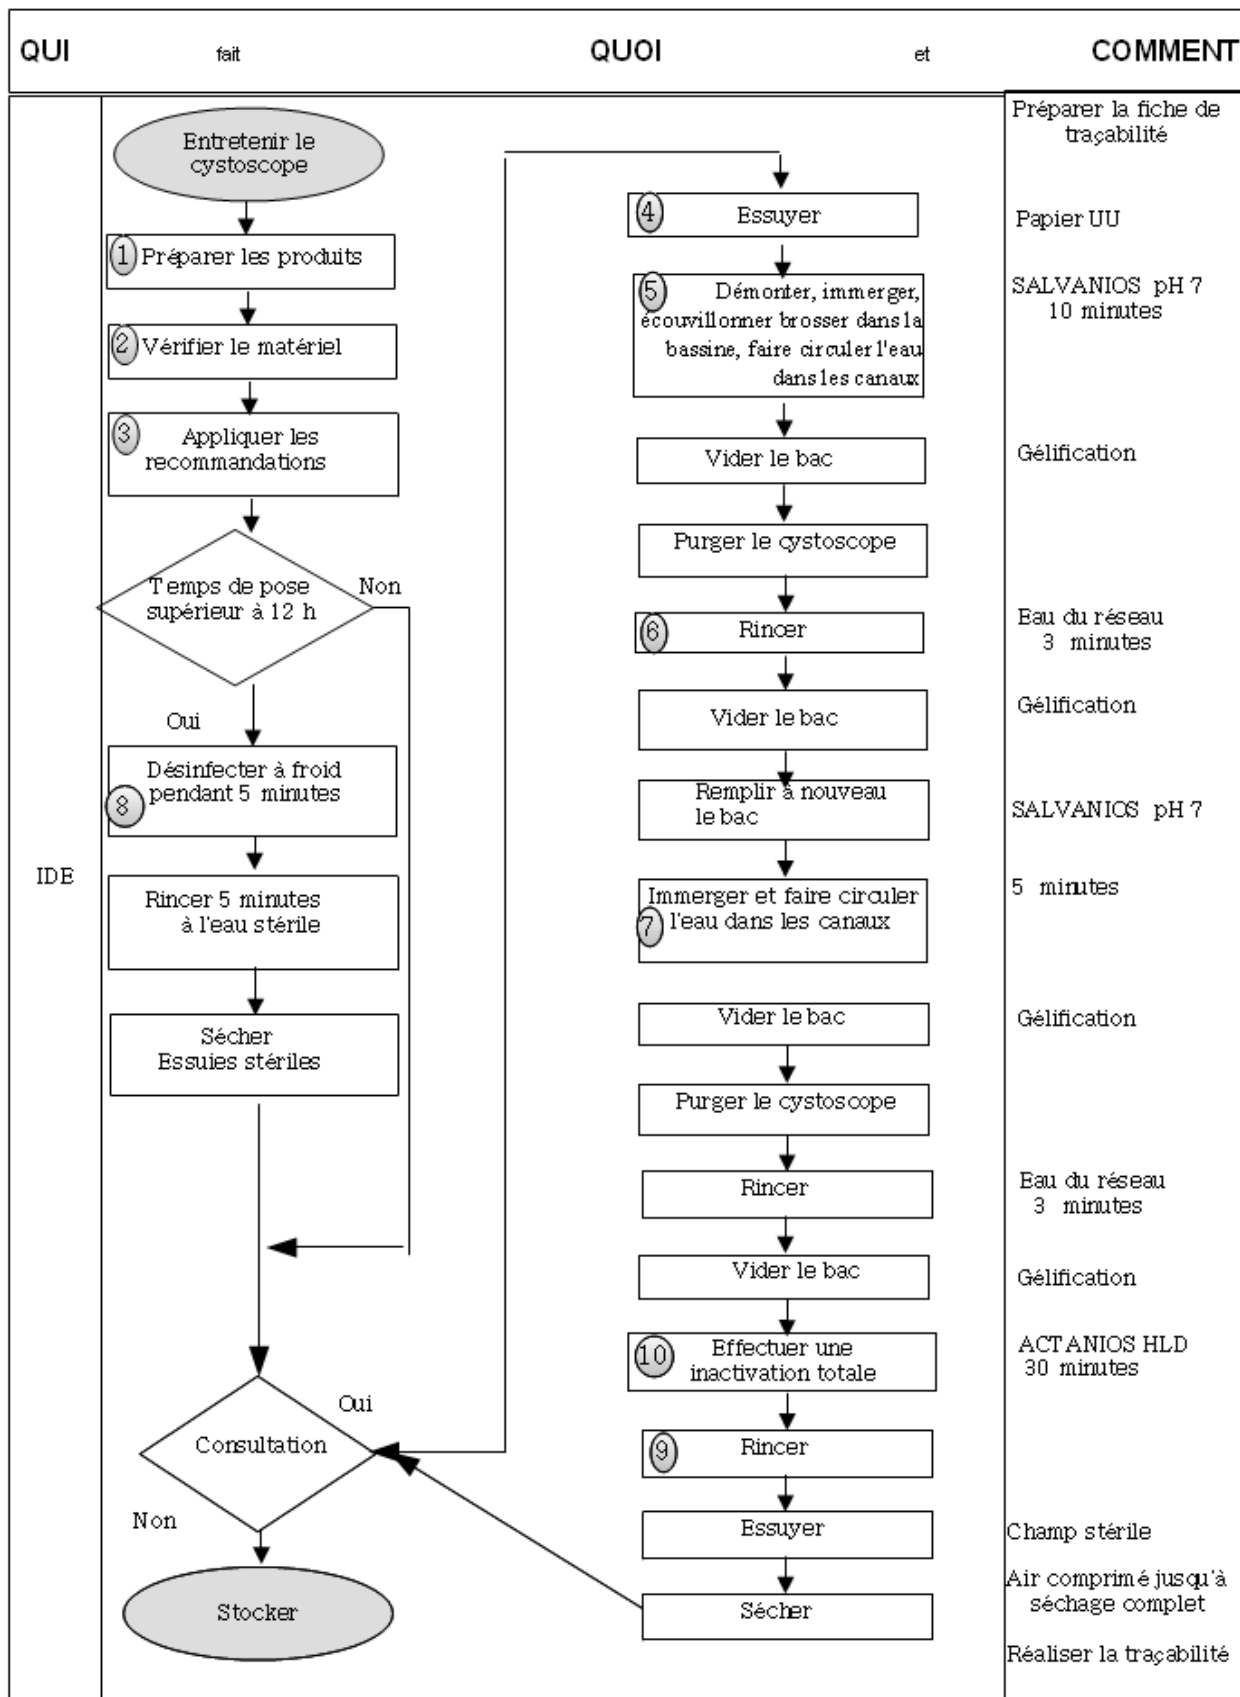 QUI fait QUOI et COMMENT
IDE
Entretenir le
cystoscope
1 Préparer les produits
2 Vérifier le matériel
3 Appliquer les
recommandations
Temps de pose
supérieur à 12 h
Non
Oui
Désinfecter à froid
pendant 5 minutes
8
Rincer 5 minutes
à l'eau stérile
Sécher
Essuies stériles
Consultation
Oui
Non
Stocker
Préparer la fiche de
traçabilité
4 Essuyer
Papier UU
5 Démonter, immerger,
écouvillonner brosser dans la
bassine, faire circuler l'eau
dans les canaux
SALVANIOS pH 7
10 minutes
Vider le bac
Gélification
Purger le cystoscope
6 Rincer
Eau du réseau
3 minutes
Vider le bac
Gélification
Remplir à nouveau
le bac
SALVANIOS pH 7
Immerger et faire circuler
7 l'eau dans les canaux
5 minutes
Vider le bac
Gélification
Purger le cystoscope
Rincer
Eau du réseau
3 minutes
Vider le bac
Gélification
10 Effectuer une
inactivation totale
ACTANIOS HLD
30 minutes
9 Rincer
Essuyer
Champ stérile
Sécher
Air comprimé jusqu'à
séchage complet
Réaliser la traçabilité